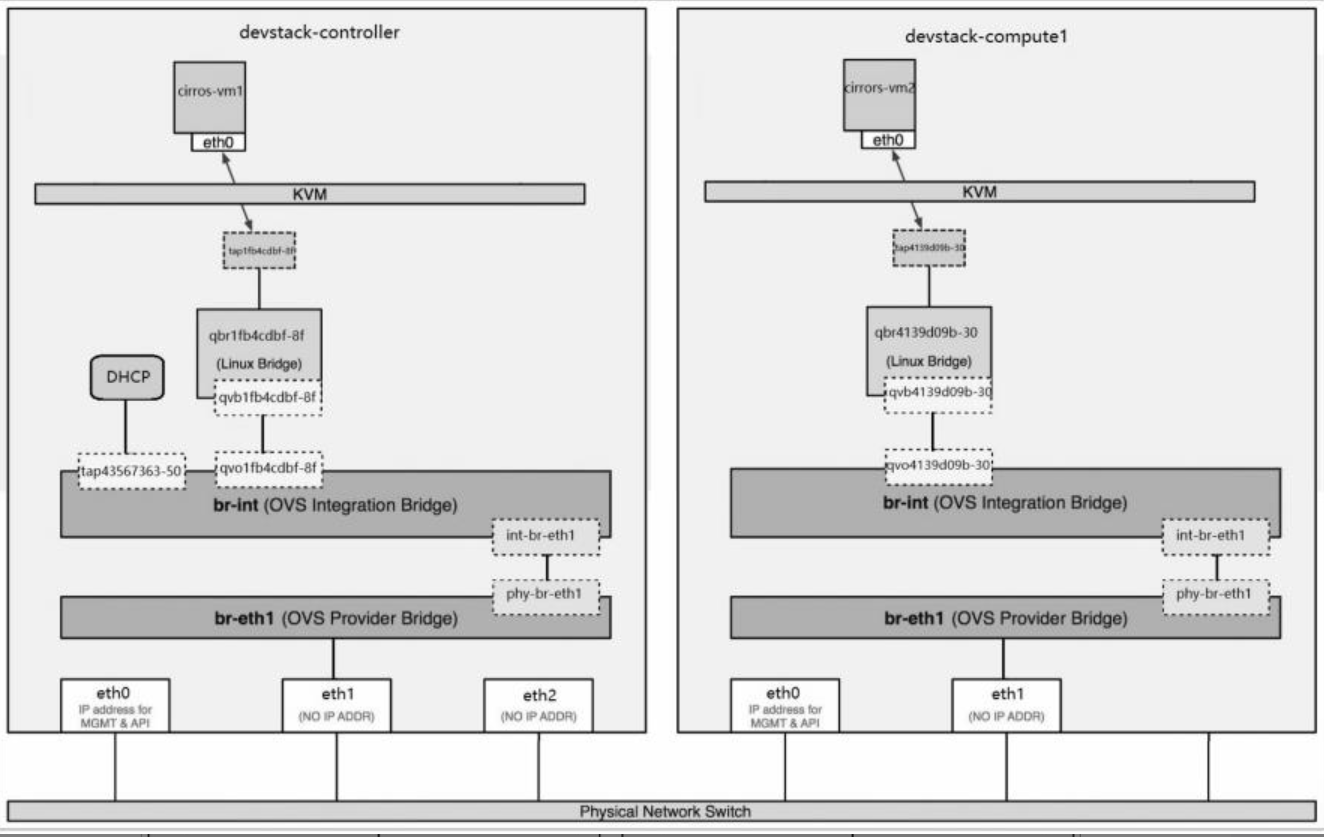 devstack-controller
cirros-vm1
eth0
KVM
tap1fb4cdbf-8f
qbr1fb4cdbf-8f
(Linux Bridge)
qvb1fb4cdbf-8f
DHCP
tap43567363-50
qvo1fb4cdbf-8f
br-int (OVS Integration Bridge)
int-br-eth1
phy-br-eth1
br-eth1 (OVS Provider Bridge)
eth0
IP address for
MGMT & API
eth1
(NO IP ADDR)
eth2
(NO IP ADDR)
devstack-compute1
cirrors-vm2
eth0
KVM
tap4139d09b-30
qbr4139d09b-30
(Linux Bridge)
qvb4139d09b-30
qvo4139d09b-30
br-int (OVS Integration Bridge)
int-br-eth1
phy-br-eth1
br-eth1 (OVS Provider Bridge)
eth0
IP address for
MGMT & API
eth1
(NO IP ADDR)
Physical Network Switch